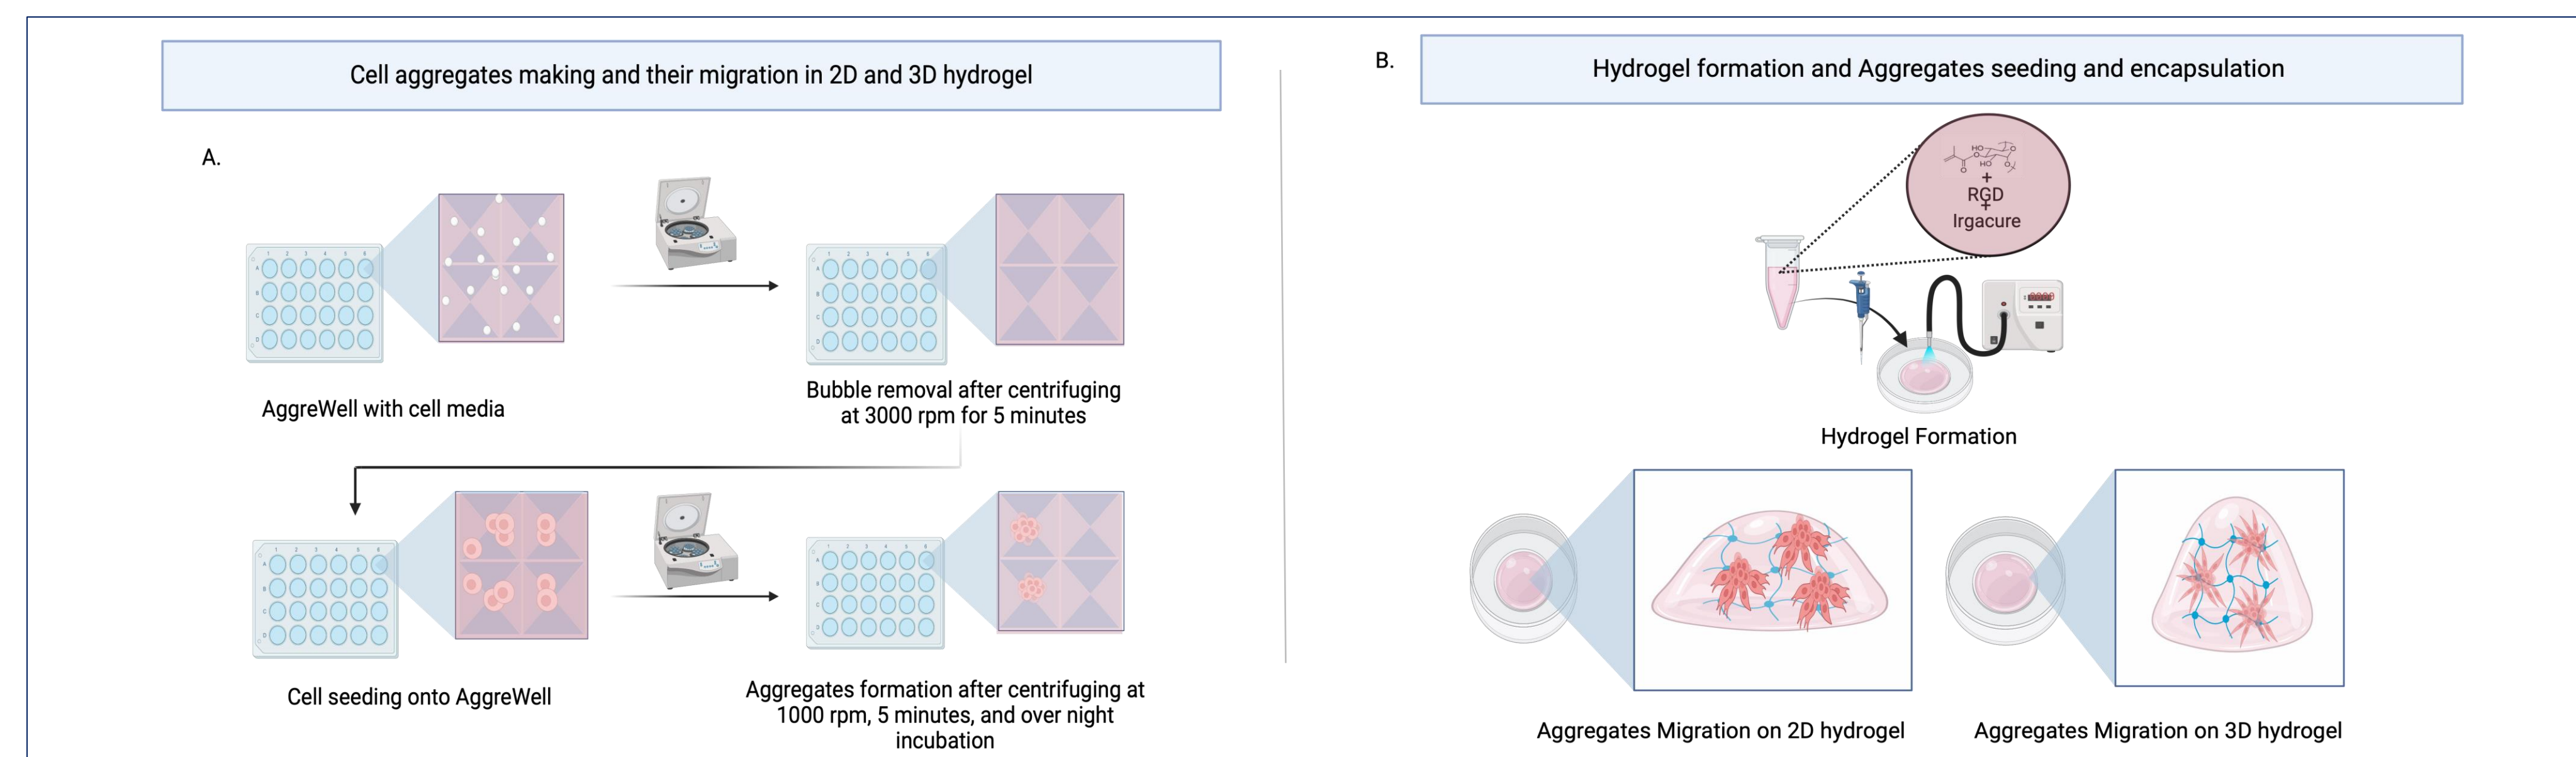 Cell aggregates making and their migration in 2D and 3D hydrogel
A.
AggreWell with cell media
Bubble removal after centrifuging
at 3000 rpm for 5 minutes
Cell seeding onto AggreWell
Aggregates formation after centrifuging at
1000 rpm, 5 minutes, and over night
incubation
B.
Hydrogel formation and Aggregates seeding and encapsulation
HO
O
O
O
HO
O
+
RGD
+
Irgacure
Hydrogel Formation
Aggregates Migration on 2D hydrogel
Aggregates Migration on 3D hydrogel